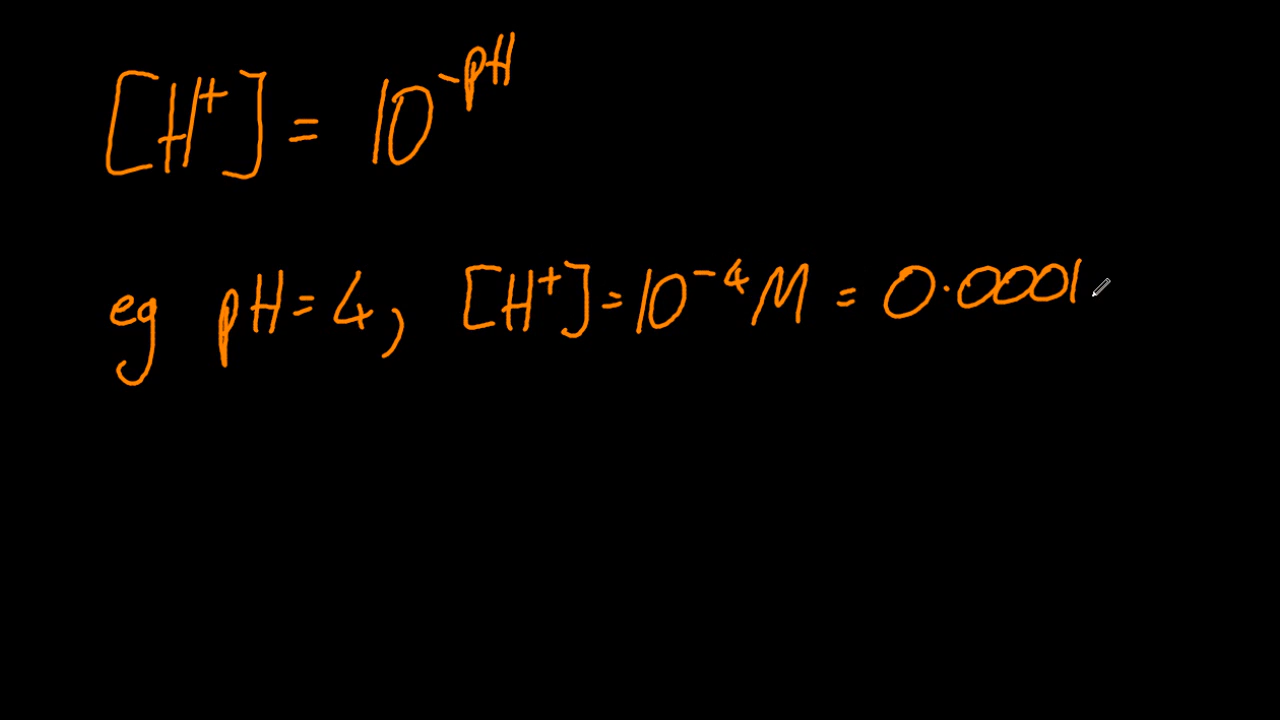 [H⁺] = 10⁻ᵖᴴ
eg pH = 4, [H⁺] = 10⁻⁴ M = 0.0001